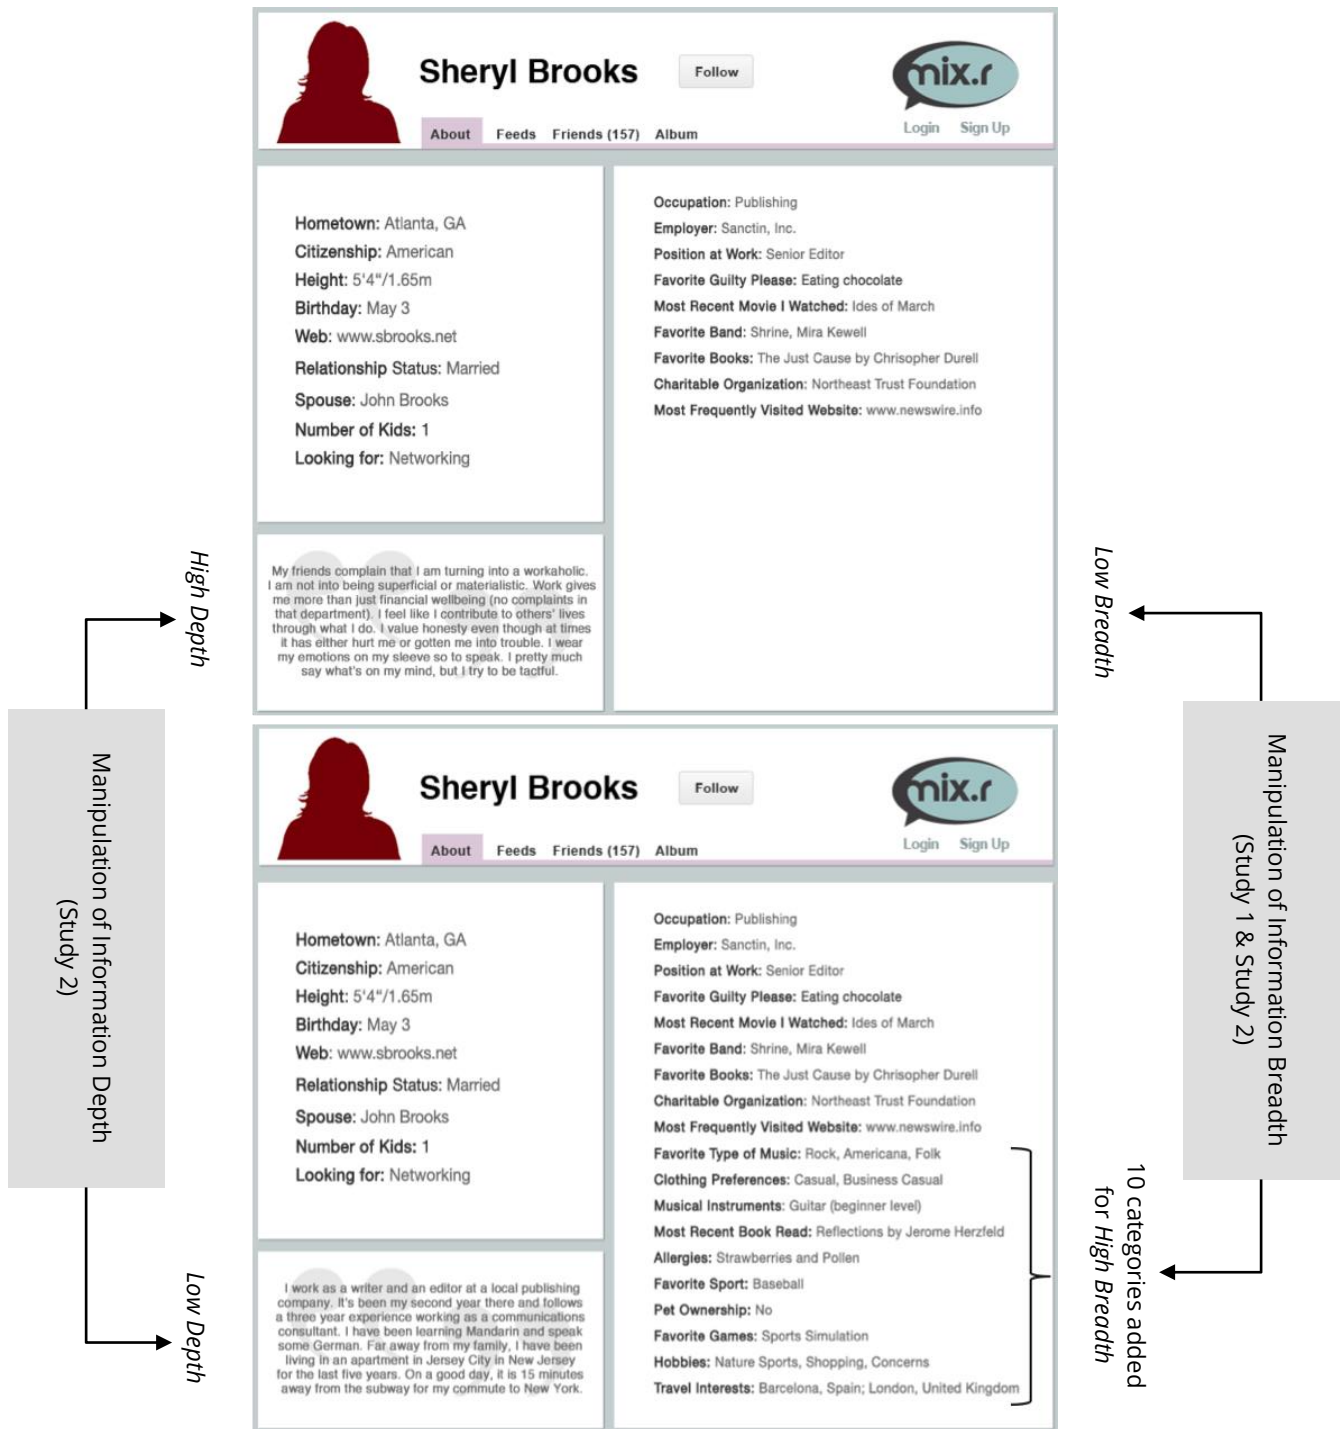 Sheryl Brooks
Follow
mix.r
Login Sign Up
About Feeds Friends (157) Album
Hometown: Atlanta, GA
Citizenship: American
Height: 5'4"/1.65m
Birthday: May 3
Web: www.sbrooks.net
Relationship Status: Married
Spouse: John Brooks
Number of Kids: 1
Looking for: Networking
Occupation: Publishing
Employer: Sanctin, Inc.
Position at Work: Senior Editor
Favorite Guilty Please: Eating chocolate
Most Recent Movie I Watched: Ides of March
Favorite Band: Shrine, Mira Kewell
Favorite Books: The Just Cause by Chrisopher Durell
Charitable Organization: Northeast Trust Foundation
Most Frequently Visited Website: www.newswire.info
My friends complain that I am turning into a workaholic.
I am not into being superficial or materialistic. Work gives
me more than just financial wellbeing (no complaints in
that department). I feel like I contribute to others' lives
through what I do. I value honesty even though at times
it has either hurt me or gotten me into trouble. I wear
my emotions on my sleeve so to speak. I pretty much
say what's on my mind, but I try to be tactful.
High Depth
Low Breadth
Manipulation of Information Depth
(Study 2)
Manipulation of Information Breadth
(Study 1 & Study 2)
Sheryl Brooks
Follow
mix.r
Login Sign Up
About Feeds Friends (157) Album
Hometown: Atlanta, GA
Citizenship: American
Height: 5'4"/1.65m
Birthday: May 3
Web: www.sbrooks.net
Relationship Status: Married
Spouse: John Brooks
Number of Kids: 1
Looking for: Networking
Occupation: Publishing
Employer: Sanctin, Inc.
Position at Work: Senior Editor
Favorite Guilty Please: Eating chocolate
Most Recent Movie I Watched: Ides of March
Favorite Band: Shrine, Mira Kewell
Favorite Books: The Just Cause by Chrisopher Durell
Charitable Organization: Northeast Trust Foundation
Most Frequently Visited Website: www.newswire.info
Favorite Type of Music: Rock, Americana, Folk
Clothing Preferences: Casual, Business Casual
Musical Instruments: Guitar (beginner level)
Most Recent Book Read: Reflections by Jerome Herzfeld
Allergies: Strawberries and Pollen
Favorite Sport: Baseball
Pet Ownership: No
Favorite Games: Sports Simulation
Hobbies: Nature Sports, Shopping, Concerns
Travel Interests: Barcelona, Spain; London, United Kingdom
I work as a writer and an editor at a local publishing
company. It's been my second year there and follows
a three year experience working as a communications
consultant. I have been learning Mandarin and speak
some German. Far away from my family, I have been
living in an apartment in Jersey City in New Jersey
for the last five years. On a good day, it is 15 minutes
away from the subway for my commute to New York.
Low Depth
10 categories added
for High Breadth